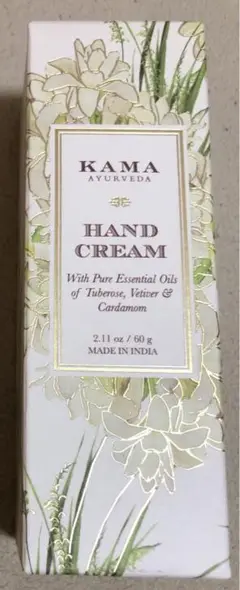 KAMA
AYURVEDA
HAND
CREAM
With Pure Essential Oils
of Tuberose, Vetiver &
Cardamom
2.11 oz / 60 g
MADE IN INDIA